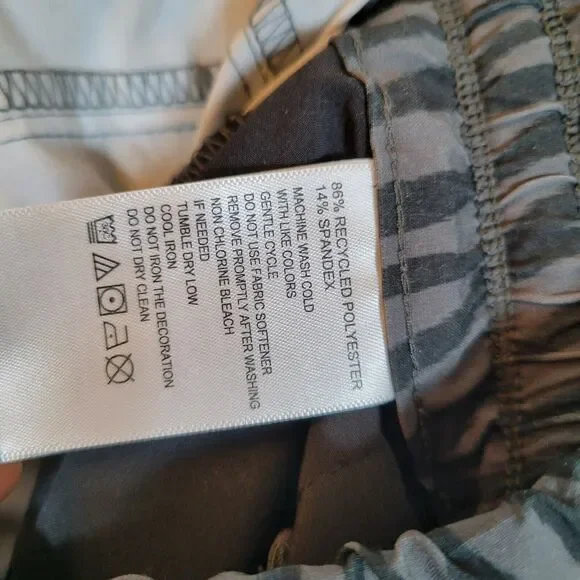 86% RECYCLED POLYESTER
14% SPANDEX
MACHINE WASH COLD
WITH LIKE COLORS
GENTLE CYCLE
DO NOT USE FABRIC SOFTENER
REMOVE PROMPTLY AFTER WASHING
NON CHLORINE BLEACH
IF NEEDED
TUMBLE DRY LOW
COOL IRON
DO NOT IRON THE DECORATION
DO NOT DRY CLEAN